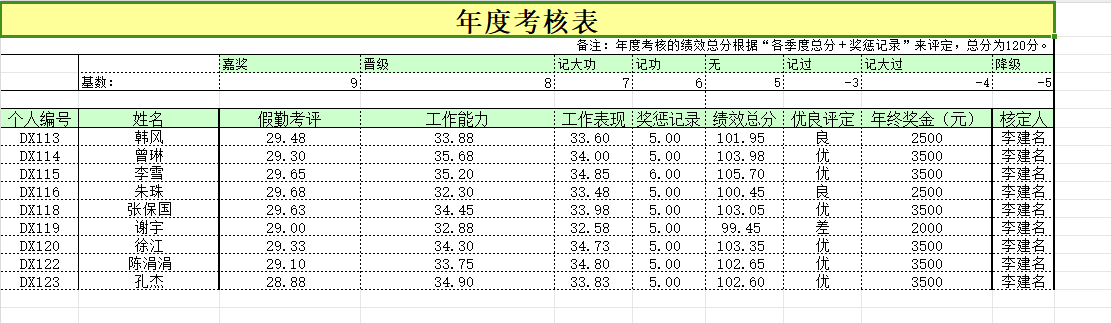 年度考核表
备注：年度考核的绩效总分根据“各季度总分＋奖惩记录”来评定，总分为120分。
嘉奖 晋级 记大功 记功 无 记过 记大过 降级
基数： 9 8 7 6 5 -3 -4 -5
个人编号 姓名 假勤考评 工作能力 工作表现 奖惩记录 绩效总分 优良评定 年终奖金（元） 核定人
DX113 韩风 29.48 33.88 33.60 5.00 101.95 良 2500 李建名
DX114 曾琳 29.30 35.68 34.00 5.00 103.98 优 3500 李建名
DX115 李雪 29.65 35.20 34.85 6.00 105.70 优 3500 李建名
DX116 朱珠 29.68 32.30 33.48 5.00 100.45 良 2500 李建名
DX118 张保国 29.63 34.45 33.98 5.00 103.05 优 3500 李建名
DX119 谢宇 29.00 32.88 32.58 5.00 99.45 差 2000 李建名
DX120 徐江 29.33 34.30 34.73 5.00 103.35 优 3500 李建名
DX122 陈涓涓 29.10 33.75 34.80 5.00 102.65 优 3500 李建名
DX123 孔杰 28.88 34.90 33.83 5.00 102.60 优 3500 李建名